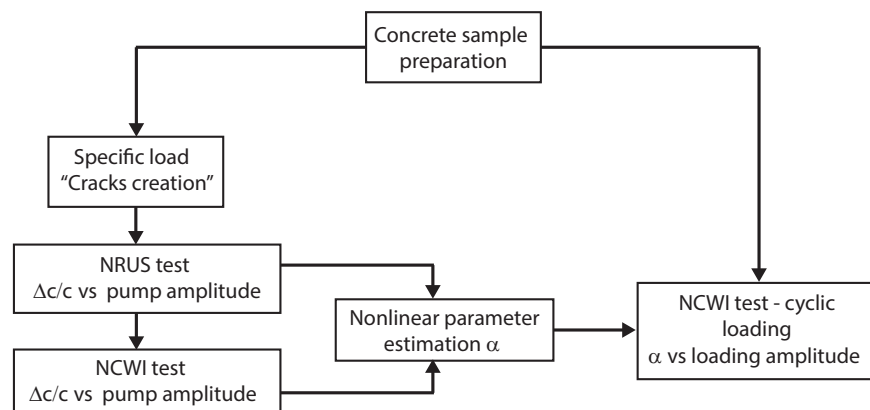 Concrete sample
preparation
Specific load
“Cracks creation”
NRUS test
Δc/c vs pump amplitude
NCWI test
Δc/c vs pump amplitude
Nonlinear parameter
estimation α
NCWI test - cyclic
loading
α vs loading amplitude